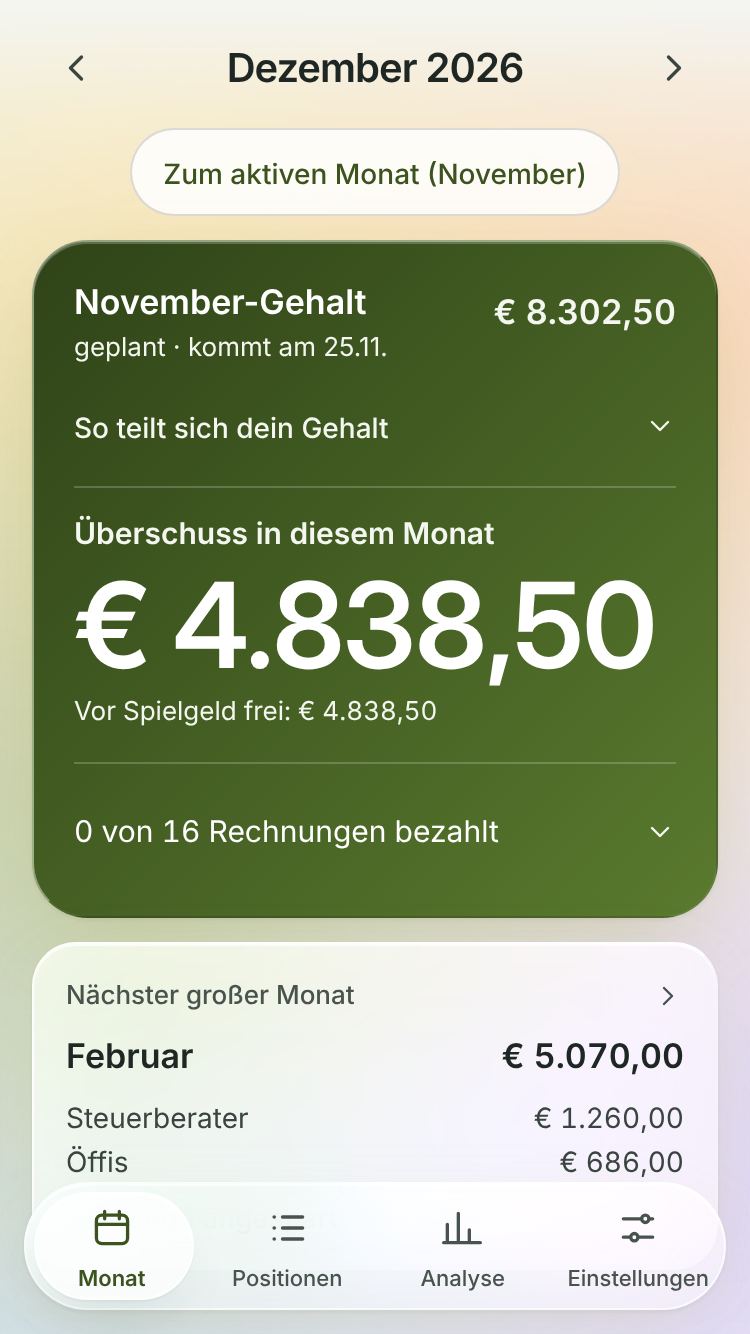 Dezember 2026
Zum aktiven Monat (November)
November-Gehalt
€ 8.302,50
geplant · kommt am 25.11.
So teilt sich dein Gehalt
Überschuss in diesem Monat
€ 4.838,50
Vor Spielgeld frei: € 4.838,50
0 von 16 Rechnungen bezahlt
Nächster großer Monat
Februar
€ 5.070,00
Steuerberater
€ 1.260,00
Öffis
€ 686,00
Monat
Positionen
Analyse
Einstellungen